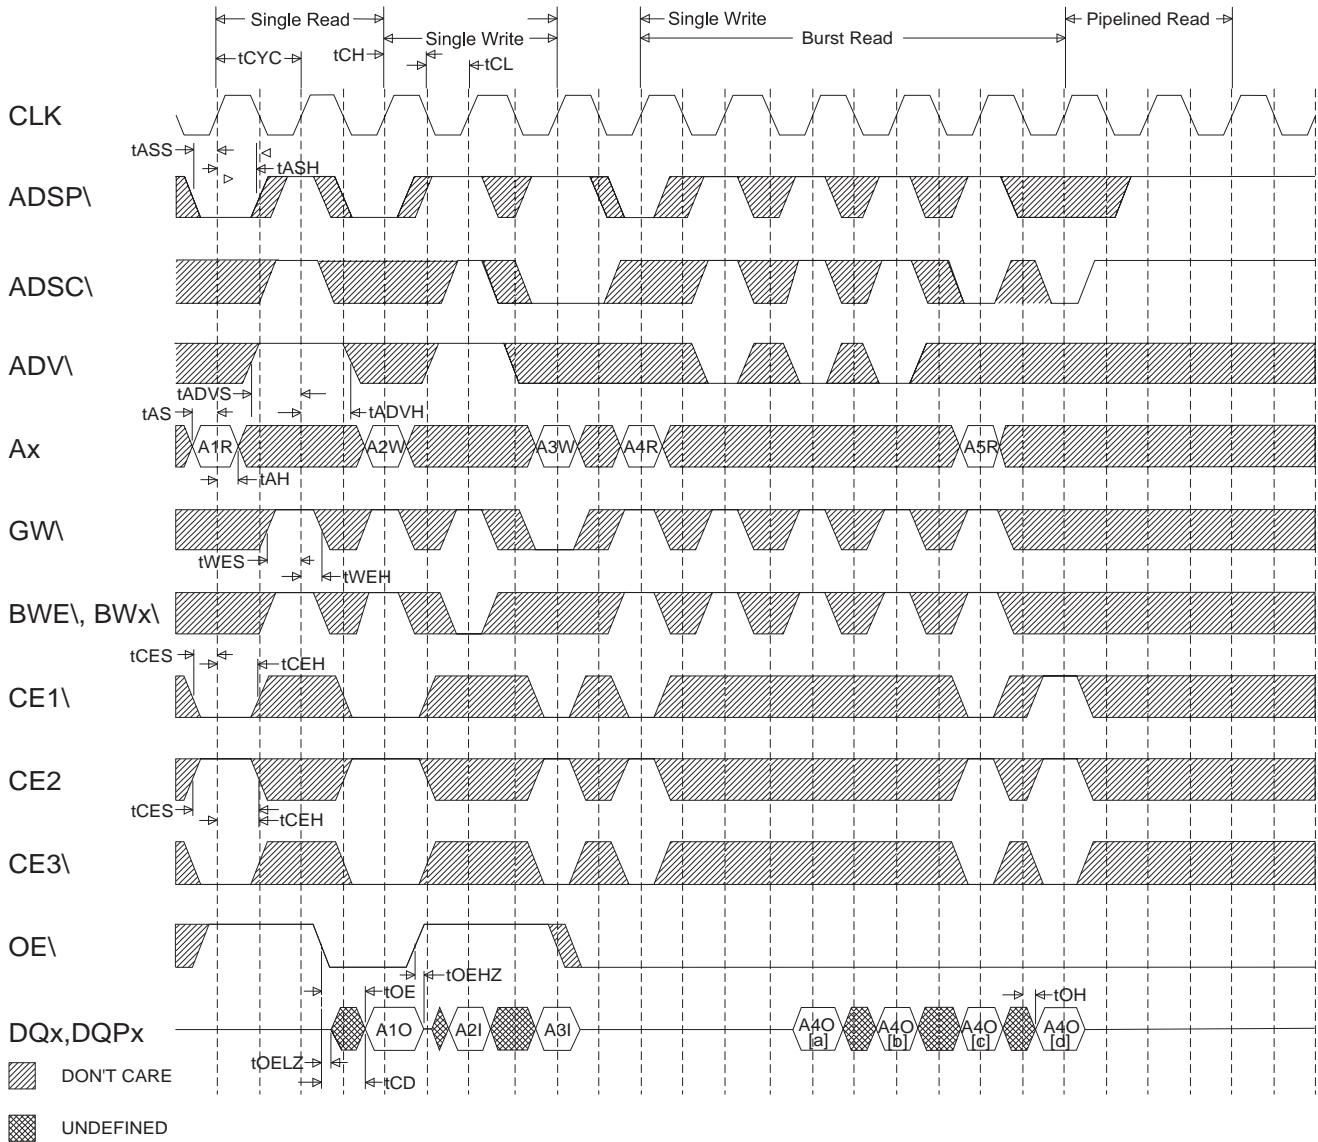 Single Read
Single Write
Pipelined Read
Single Write
Burst Read
tCYC
tCH
tCL
CLK
tASS
tASH
ADSP\
ADSC\
ADV\
tADVS
tAS
tADVH
Ax
A1R
A2W
A3W
A4R
A5R
tAH
GW\
tWES
tWEH
BWE\, BWx\
tCES
tCEH
CE1\
CE2
tCES
tCEH
CE3\
OE\
tOEHZ
tOE
tOH
DQx,DQPx
A1O
A2I
A3I
A4O
[a]
A4O
[b]
A4O
[c]
A4O
[d]
tOELZ
tCD
DON'T CARE
UNDEFINED